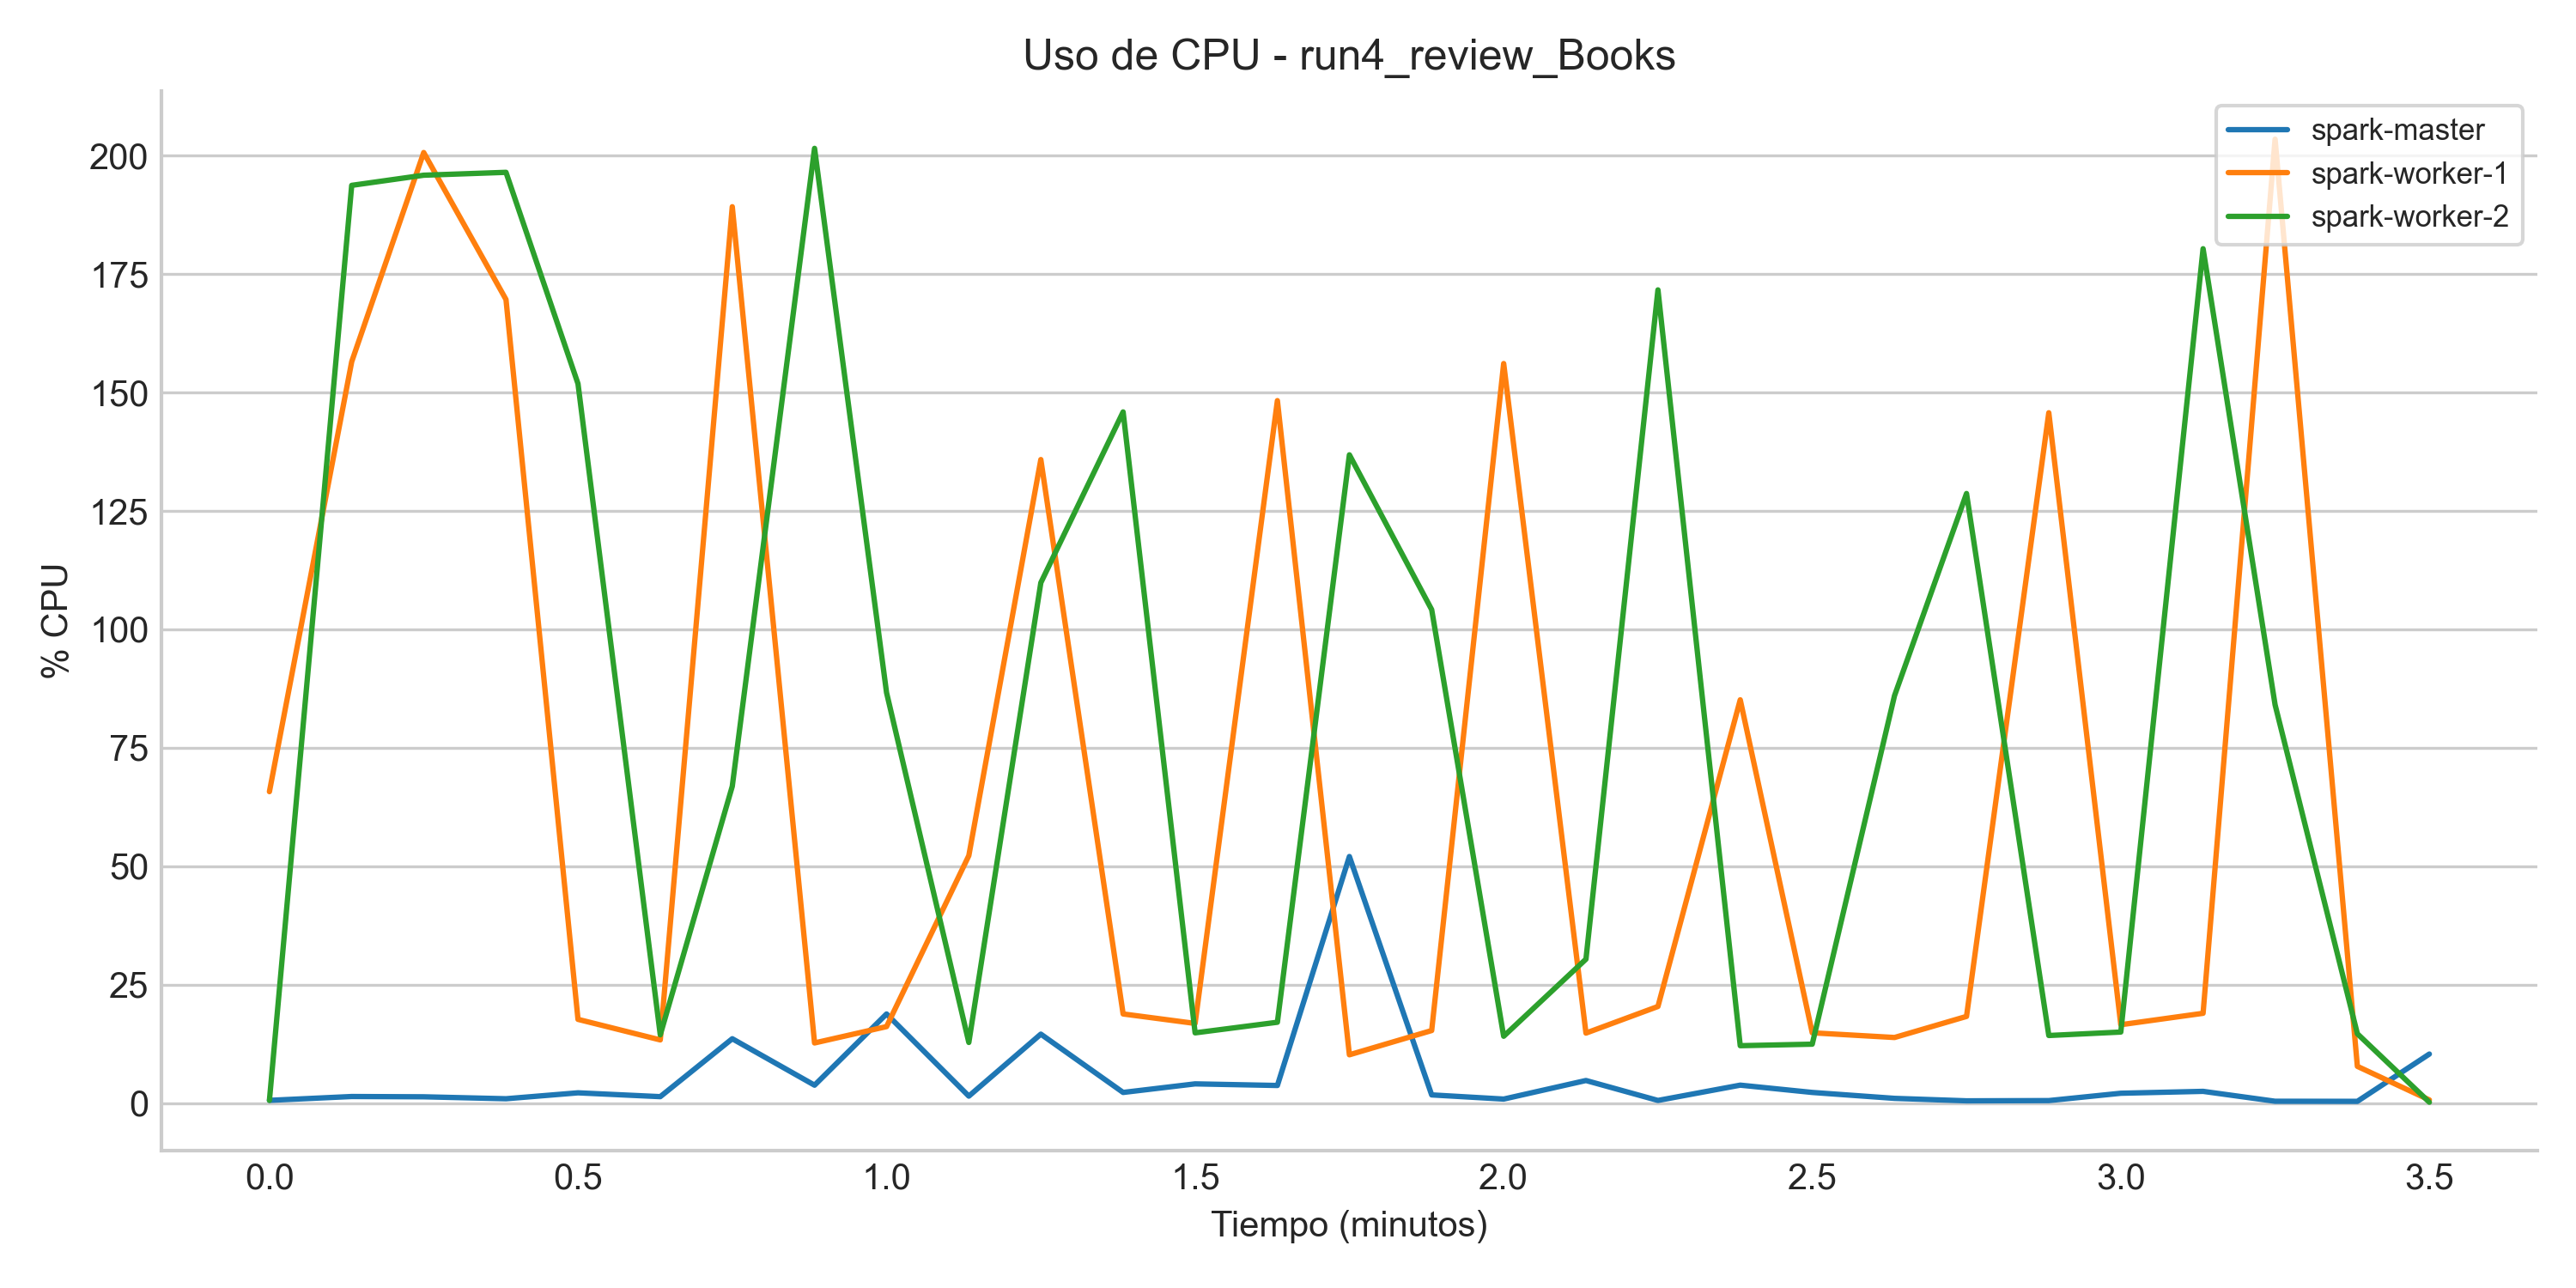 Uso de CPU - run4_review_Books
spark-master
spark-worker-1
spark-worker-2
% CPU
200
175
150
125
100
75
50
25
0
0.0 0.5 1.0 1.5 2.0 2.5 3.0 3.5
Tiempo (minutos)